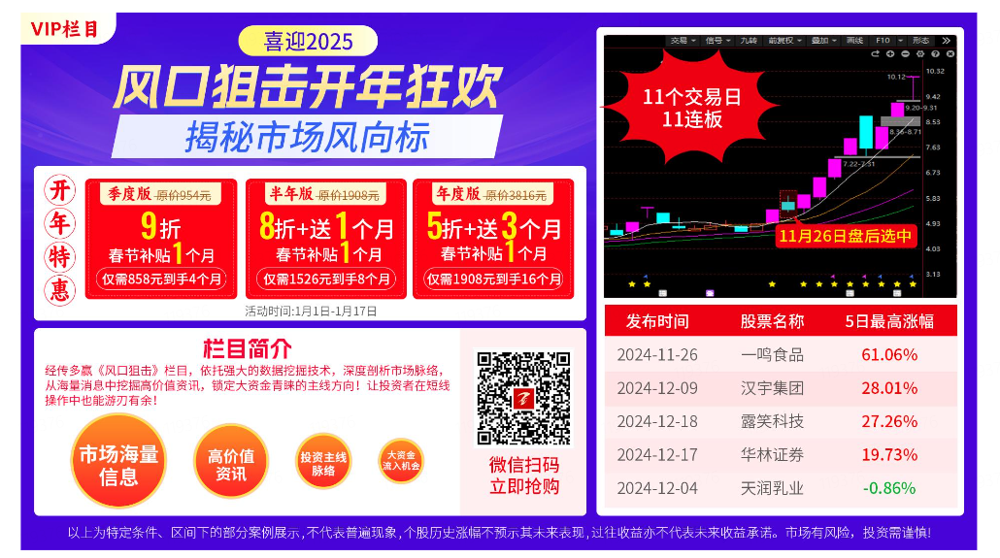 VIP栏目
喜迎2025
风口狙击开年狂欢
揭秘市场风向标
开年特惠
季度版 原价954元
9折
春节补贴1个月
仅需858元到手4个月
半年版 原价1908元
8折+送1个月
春节补贴1个月
仅需1526元到手8个月
年度版 原价3816元
5折+送3个月
春节补贴1个月
仅需1908元到手16个月
活动时间:1月1日-1月17日
栏目简介
经传多赢《风口狙击》栏目，依托强大的数据挖掘技术，深度剖析市场脉络，
从海量消息中挖掘高价值资讯，锁定大资金青睐的主线方向！让投资者在短线
操作中也能游刃有余！
市场海量
信息
高价值
资讯
投资主线
脉络
大资金
流入机会
微信扫码
立即抢购
交易 信号 九转 前复权 叠加 画线 F10 形态
11个交易日
11连板
10.32
10.12
9.42
9.20-9.31
8.53
8.36-8.71
7.63
7.22-7.31
6.73
5.83
4.93
4.03
3.13
11月26日盘后选中
发布时间 股票名称 5日最高涨幅
2024-11-26 一鸣食品 61.06%
2024-12-09 汉宇集团 28.01%
2024-12-18 露笑科技 27.26%
2024-12-17 华林证券 19.73%
2024-12-04 天润乳业 -0.86%
以上为特定条件、区间下的部分案例展示,不代表普遍现象,个股历史涨幅不预示其未来表现,过往收益亦不代表未来收益承诺。市场有风险，投资需谨慎!